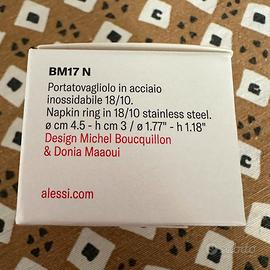 BM17 N
Portatovagliolo in acciaio
inossidabile 18/10.
Napkin ring in 18/10 stainless steel.
ø cm 4.5 - h cm 3 / ø 1.77" - h 1.18"
Design Michel Boucquillon
& Donia Maaoui
alessi.com
subito